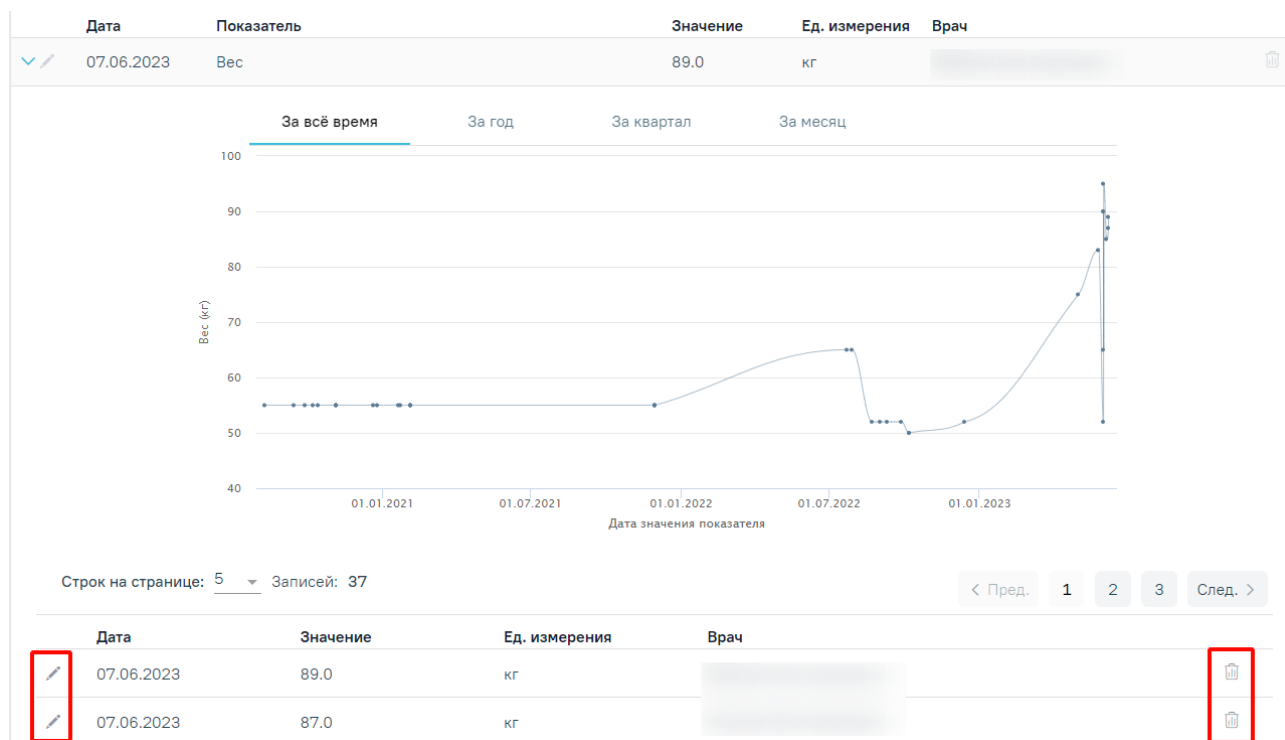 Дата Показатель Значение Ед. измерения Врач
07.06.2023 Вес 89.0 кг
За всё время За год За квартал За месяц
100
90
80
70
60
50
40
Вес (кг)
01.01.2021 01.07.2021 01.01.2022 01.07.2022 01.01.2023
Дата значения показателя
Строк на странице: 5 Записей: 37 < Пред. 1 2 3 След. >
Дата Значение Ед. измерения Врач
07.06.2023 89.0 кг
07.06.2023 87.0 кг